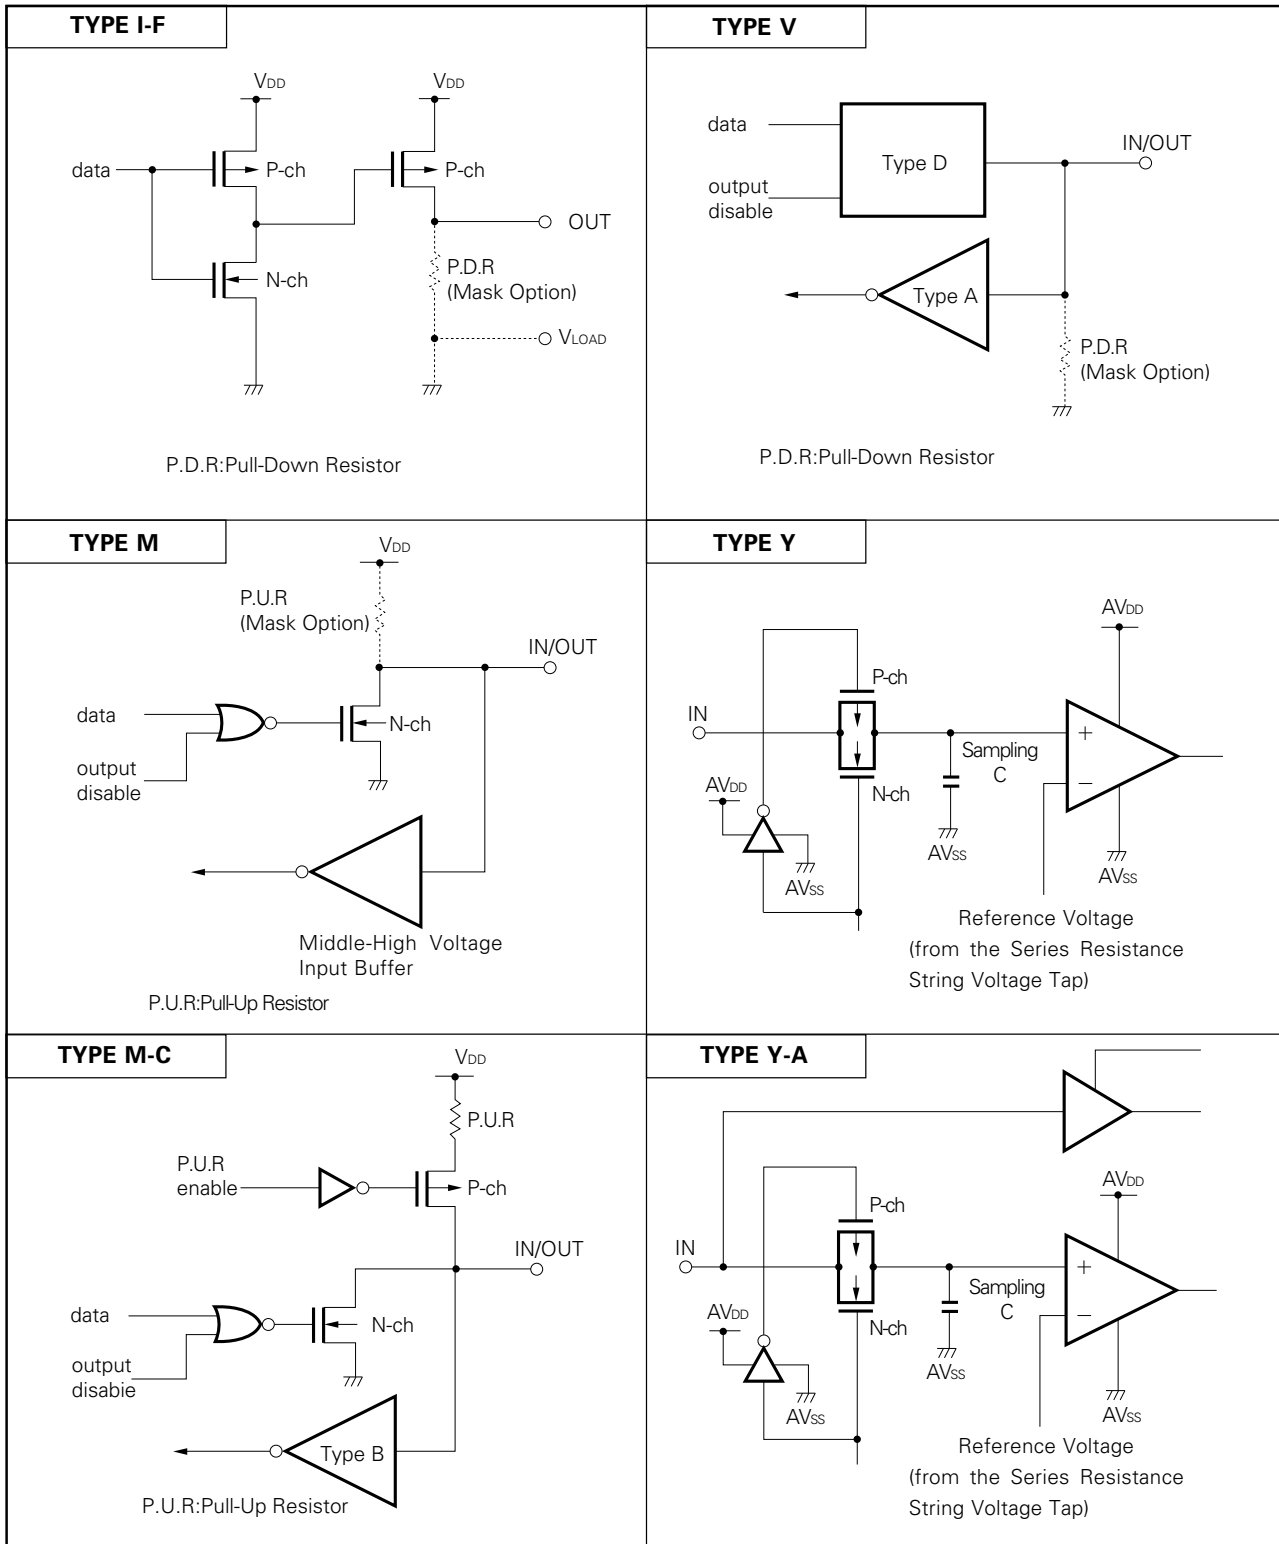 TYPE I-F
VDD
VDD
data
P-ch
P-ch
OUT
N-ch
P.D.R
(Mask Option)
VLOAD
P.D.R:Pull-Down Resistor
TYPE V
data
Type D
IN/OUT
output
disable
Type A
P.D.R
(Mask Option)
P.D.R:Pull-Down Resistor
TYPE M
VDD
P.U.R
(Mask Option)
IN/OUT
data
N-ch
output
disable
Middle-High Voltage
Input Buffer
P.U.R:Pull-Up Resistor
TYPE Y
AVDD
P-ch
IN
+
Sampling
C
−
AVDD
N-ch
AVSS
AVSS
AVSS
Reference Voltage
(from the Series Resistance
String Voltage Tap)
TYPE M-C
VDD
P.U.R
P.U.R
enable
P-ch
IN/OUT
data
N-ch
output
disabie
Type B
P.U.R:Pull-Up Resistor
TYPE Y-A
AVDD
P-ch
IN
+
Sampling
C
−
AVDD
N-ch
AVSS
AVSS
AVSS
Reference Voltage
(from the Series Resistance
String Voltage Tap)